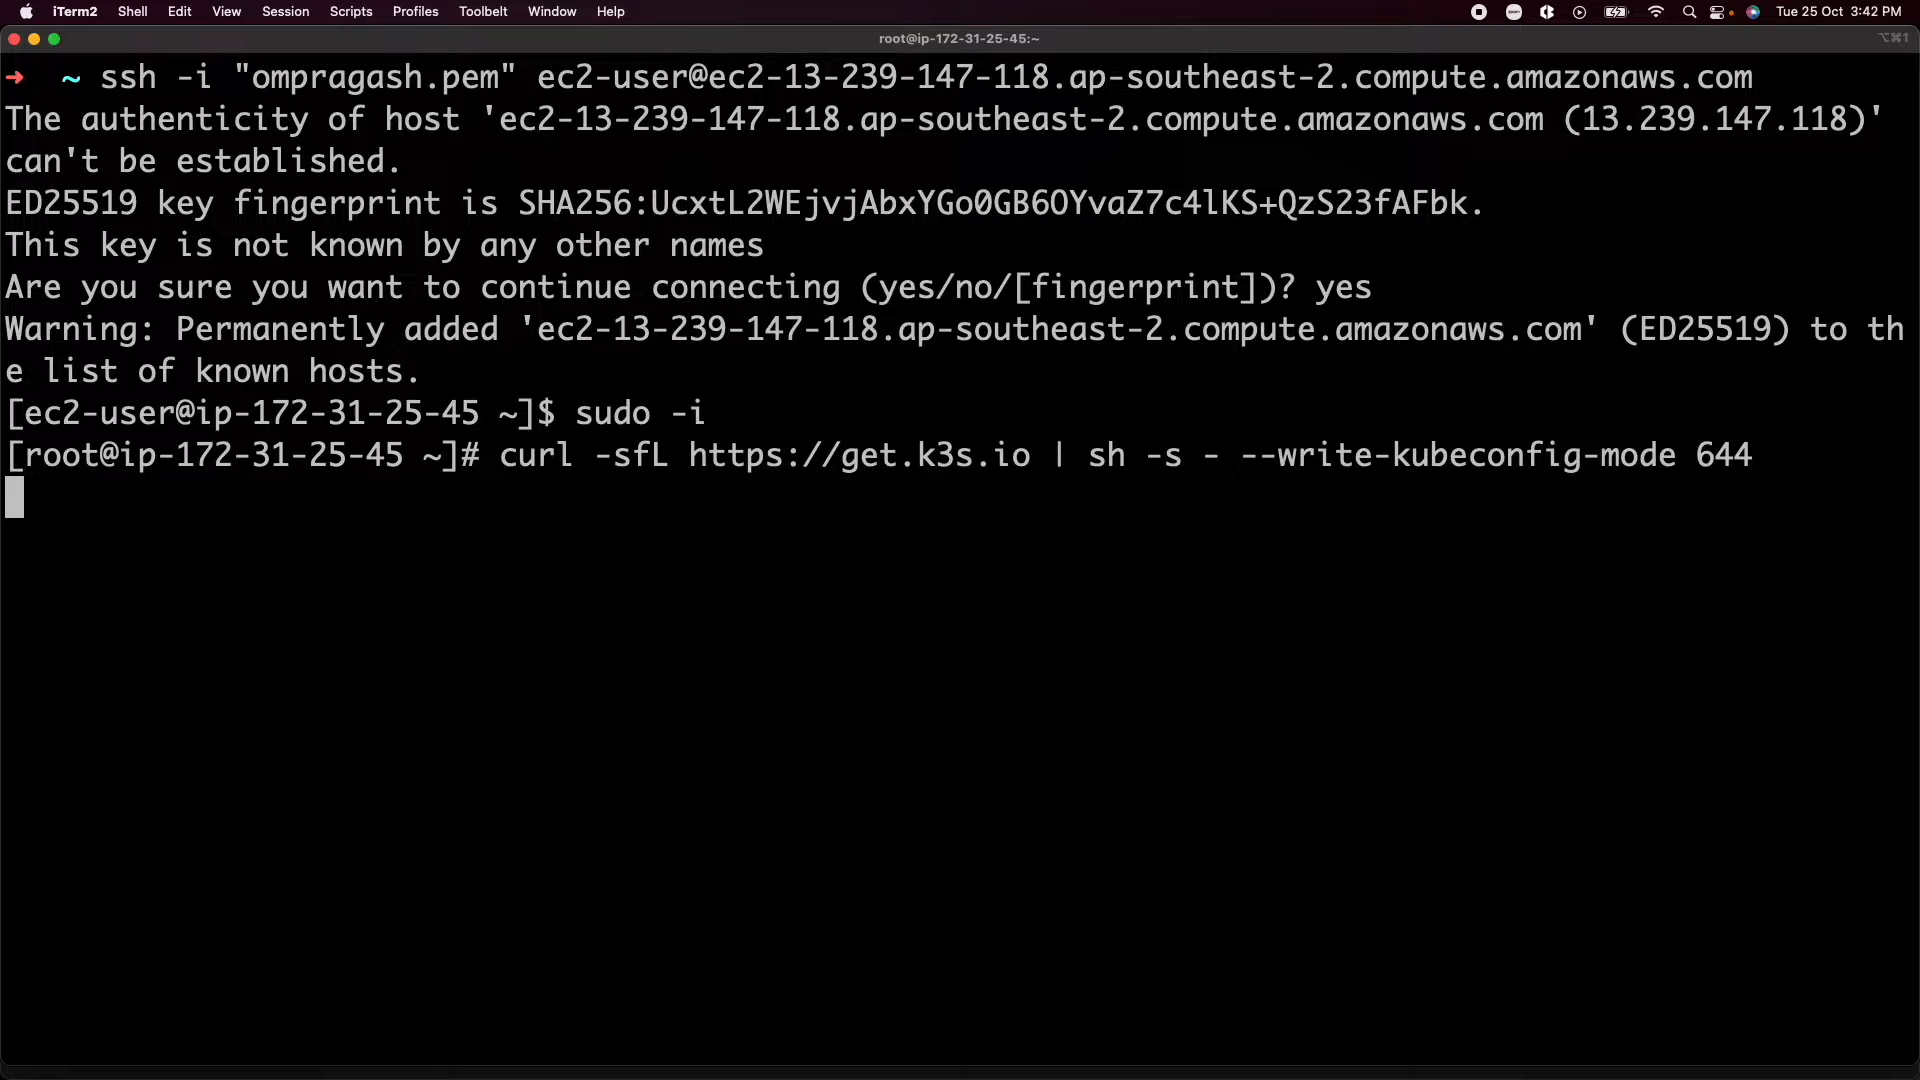 iTerm2 Shell Edit View Session Scripts Profiles Toolbelt Window Help Tue 25 Oct 3:42 PM
root@ip-172-31-25-45:~ ⌥⌘1
➜ ~ ssh -i "ompragash.pem" ec2-user@ec2-13-239-147-118.ap-southeast-2.compute.amazonaws.com
The authenticity of host 'ec2-13-239-147-118.ap-southeast-2.compute.amazonaws.com (13.239.147.118)'
can't be established.
ED25519 key fingerprint is SHA256:UcxtL2WEjvjAbxYGo0GB6OYvaZ7c4lKS+QzS23fAFbk.
This key is not known by any other names
Are you sure you want to continue connecting (yes/no/[fingerprint])? yes
Warning: Permanently added 'ec2-13-239-147-118.ap-southeast-2.compute.amazonaws.com' (ED25519) to th
e list of known hosts.
[ec2-user@ip-172-31-25-45 ~]$ sudo -i
[root@ip-172-31-25-45 ~]# curl -sfL https://get.k3s.io | sh -s - --write-kubeconfig-mode 644